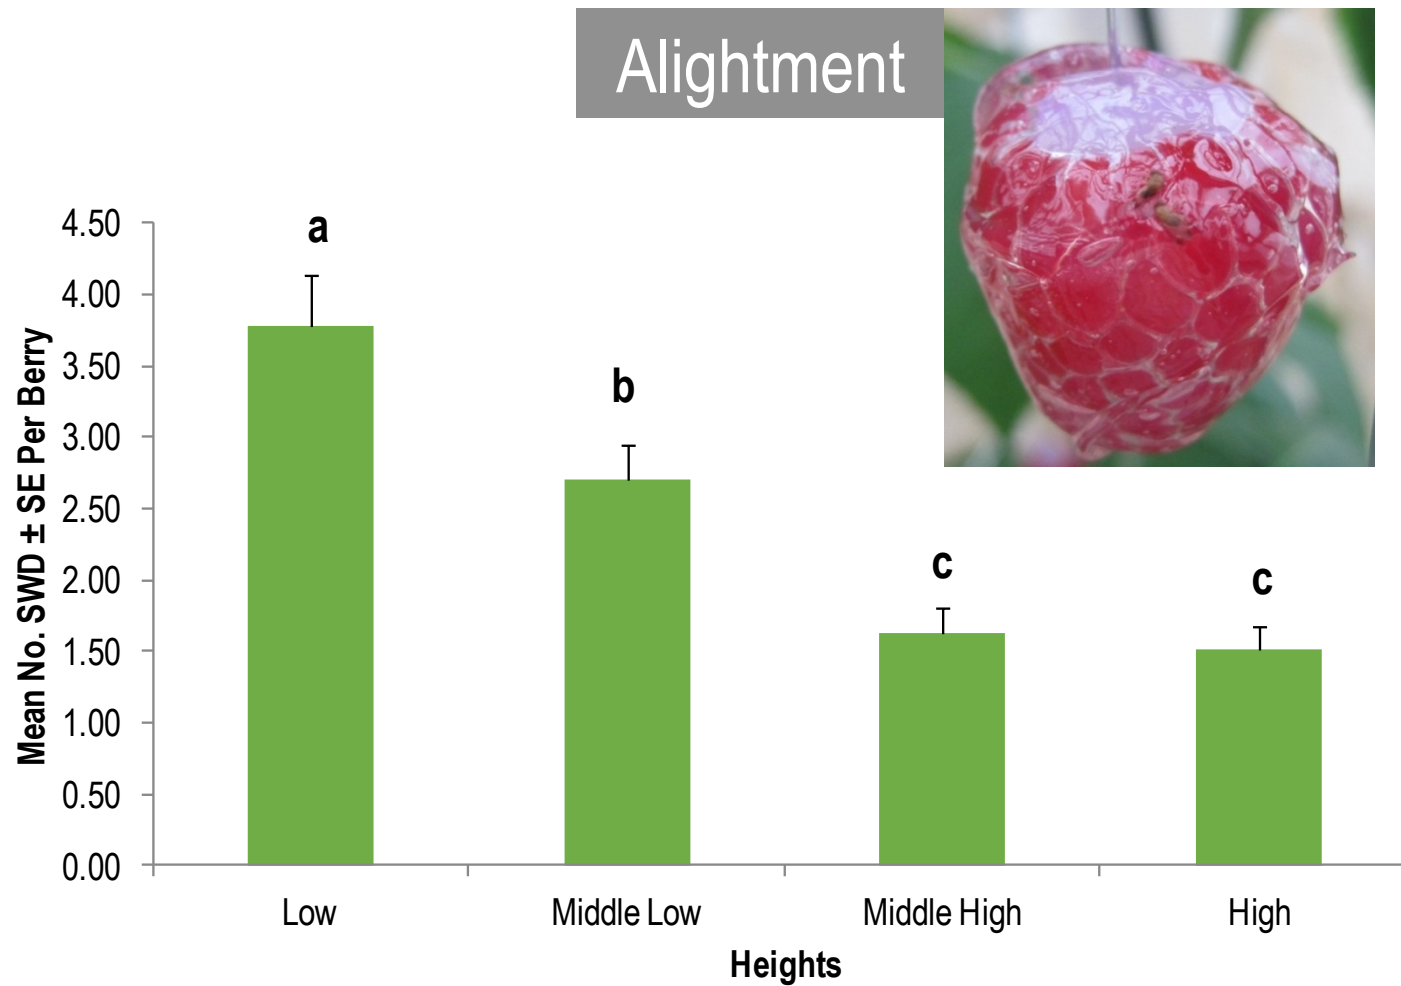 Alightment
4.50
4.00
3.50
3.00
2.50
2.00
1.50
1.00
0.50
0.00
Mean No. SWD ± SE Per Berry
a
b
c
c
Low
Middle Low
Middle High
High
Heights